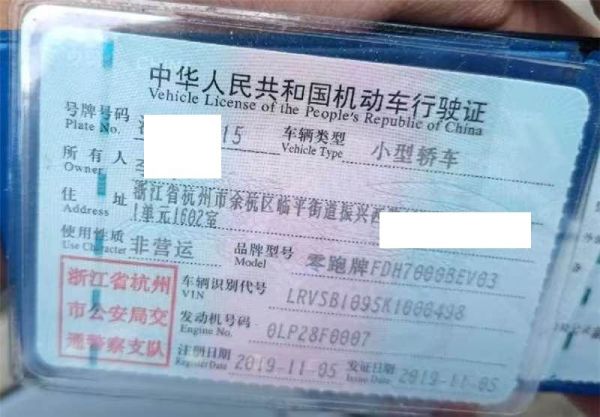 中华人民共和国机动车行驶证
Vehicle License of the People's Republic of China
号牌号码 15 车辆类型 小型轿车
Plate No. Vehicle Type
所有人
Owner
住址 浙江省杭州市余杭区临平街道振兴西
Address 1单元1602室
使用性质 非营运 品牌型号 零跑牌FDH7000BEV03
Use Character Model
浙江省杭州 车辆识别代号 LRVSB109SK1000498
VIN
市公安局交 发动机号码 0LP28F0007
Engine No.
通警察支队 注册日期 2019-11-05 发证日期 2019-11-05
Register Date Issue Date